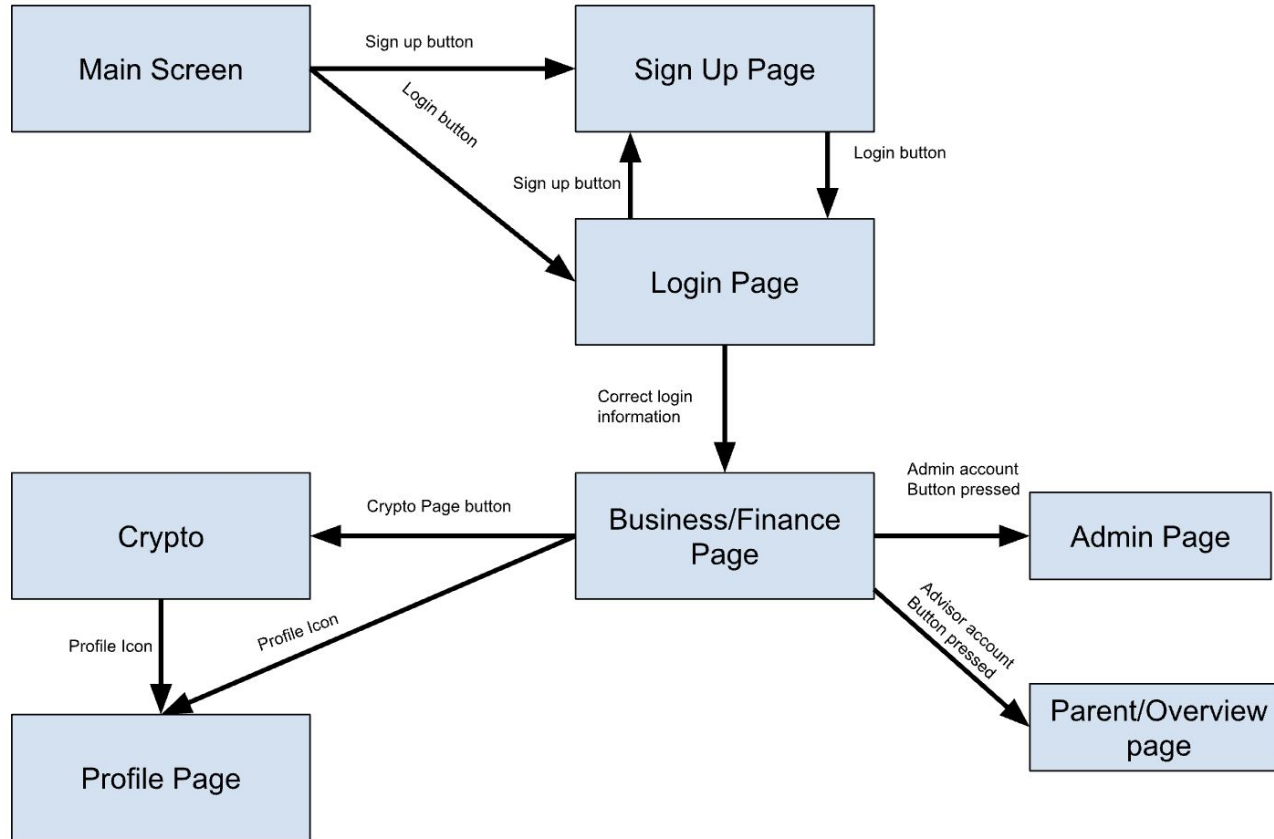 Main Screen
Sign up button
Sign Up Page
Login button
Login button
Sign up button
Login Page
Correct login
information
Crypto
Crypto Page button
Business/Finance
Page
Admin account
Button pressed
Admin Page
Profile Icon
Profile Icon
Advisor account
Button pressed
Profile Page
Parent/Overview
page